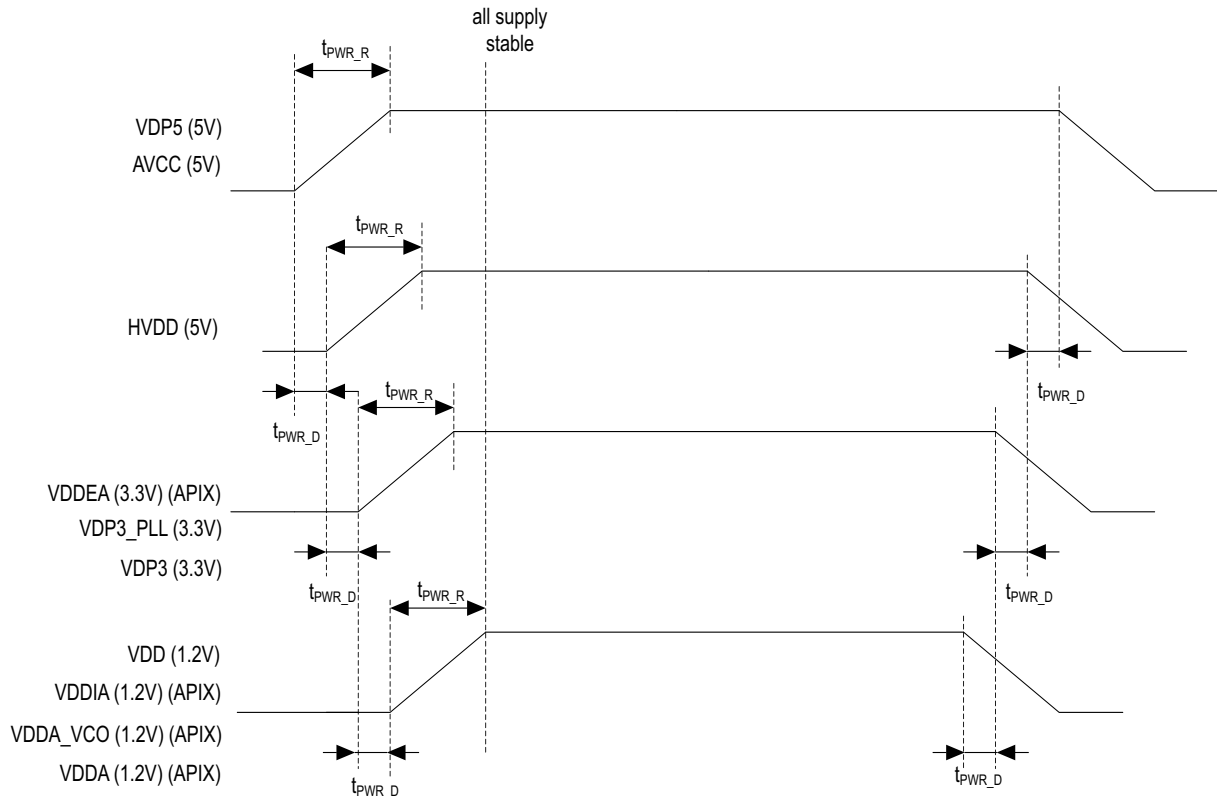 all supply
stable
tPWR_R
VDP5 (5V)
AVCC (5V)
tPWR_R
HVDD (5V)
tPWR_D
tPWR_R
tPWR_D
VDDEA (3.3V) (APIX)
VDP3_PLL (3.3V)
VDP3 (3.3V)
tPWR_D
tPWR_R
tPWR_D
VDD (1.2V)
VDDIA (1.2V) (APIX)
VDDA_VCO (1.2V) (APIX)
VDDA (1.2V) (APIX)
tPWR_D
tPWR_D